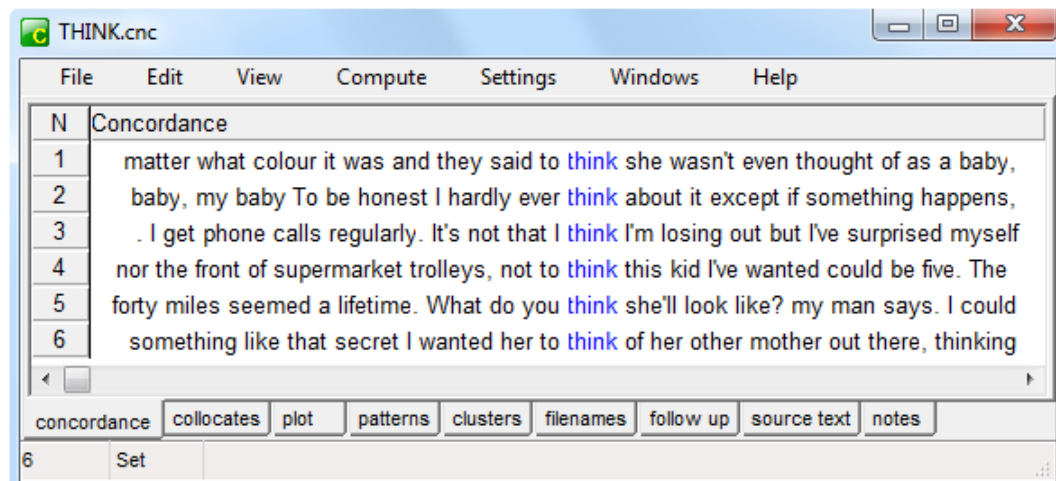 THINK.cnc
File Edit View Compute Settings Windows Help
N Concordance
1 matter what colour it was and they said to think she wasn't even thought of as a baby,
2 baby, my baby To be honest I hardly ever think about it except if something happens,
3 . I get phone calls regularly. It's not that I think I'm losing out but I've surprised myself
4 nor the front of supermarket trolleys, not to think this kid I've wanted could be five. The
5 forty miles seemed a lifetime. What do you think she'll look like? my man says. I could
6 something like that secret I wanted her to think of her other mother out there, thinking
concordance collocates plot patterns clusters filenames follow up source text notes
6 Set